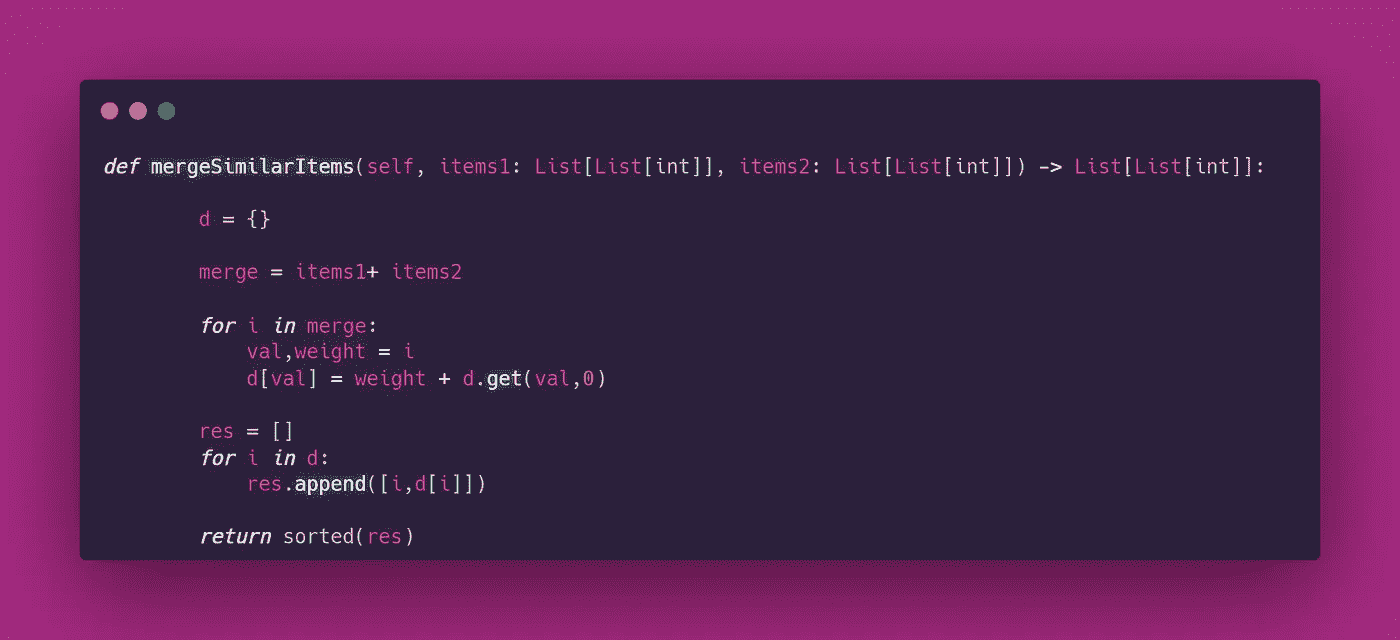 def mergeSimilarItems(self, items1: List[List[int]], items2: List[List[int]]) -> List[List[int]]:
d = {}
merge = items1+ items2
for i in merge:
val,weight = i
d[val] = weight + d.get(val,0)
res = []
for i in d:
res.append([i,d[i]])
return sorted(res)